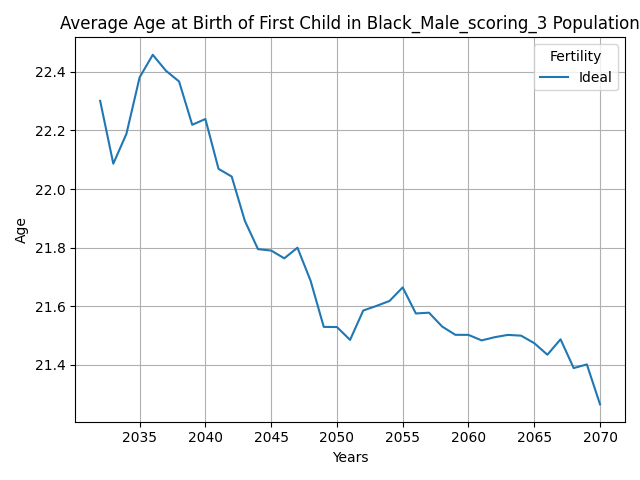 Average Age at Birth of First Child in Black_Male_scoring_3 Population
Fertility
Ideal
22.4
22.2
22.0
21.8
21.6
21.4
Age
2035 2040 2045 2050 2055 2060 2065 2070
Years